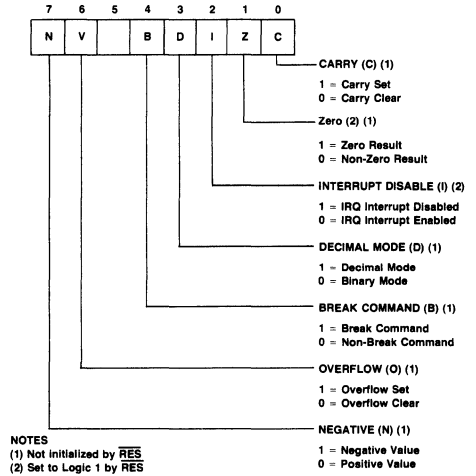 7 6 5 4 3 2 1 0
N V B D I Z C
CARRY (C) (1)
1 = Carry Set
0 = Carry Clear
Zero (2) (1)
1 = Zero Result
0 = Non-Zero Result
INTERRUPT DISABLE (I) (2)
1 = IRQ Interrupt Disabled
0 = IRQ Interrupt Enabled
DECIMAL MODE (D) (1)
1 = Decimal Mode
0 = Binary Mode
BREAK COMMAND (B) (1)
1 = Break Command
0 = Non-Break Command
OVERFLOW (O) (1)
1 = Overflow Set
0 = Overflow Clear
NEGATIVE (N) (1)
1 = Negative Value
0 = Positive Value
NOTES
(1) Not initialized by RES
(2) Set to Logic 1 by RES